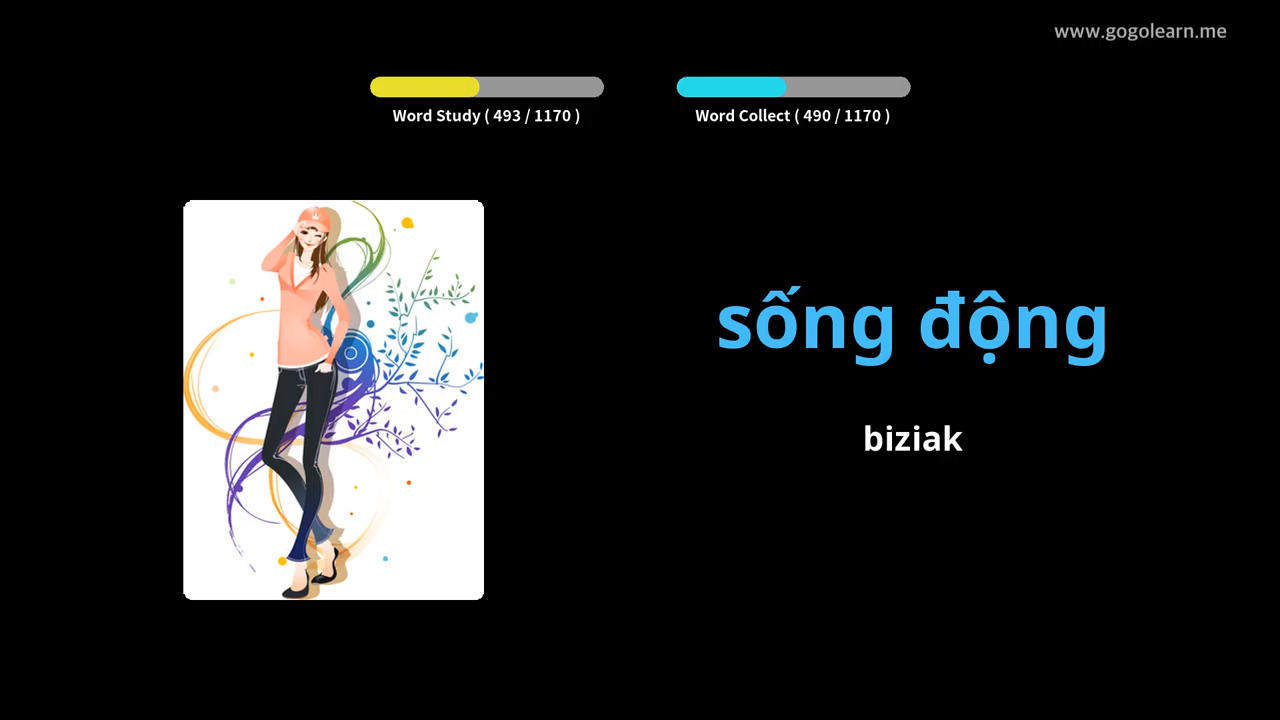 www.gogolearn.me
Word Study ( 493 / 1170 )
Word Collect ( 490 / 1170 )
sống động
biziak